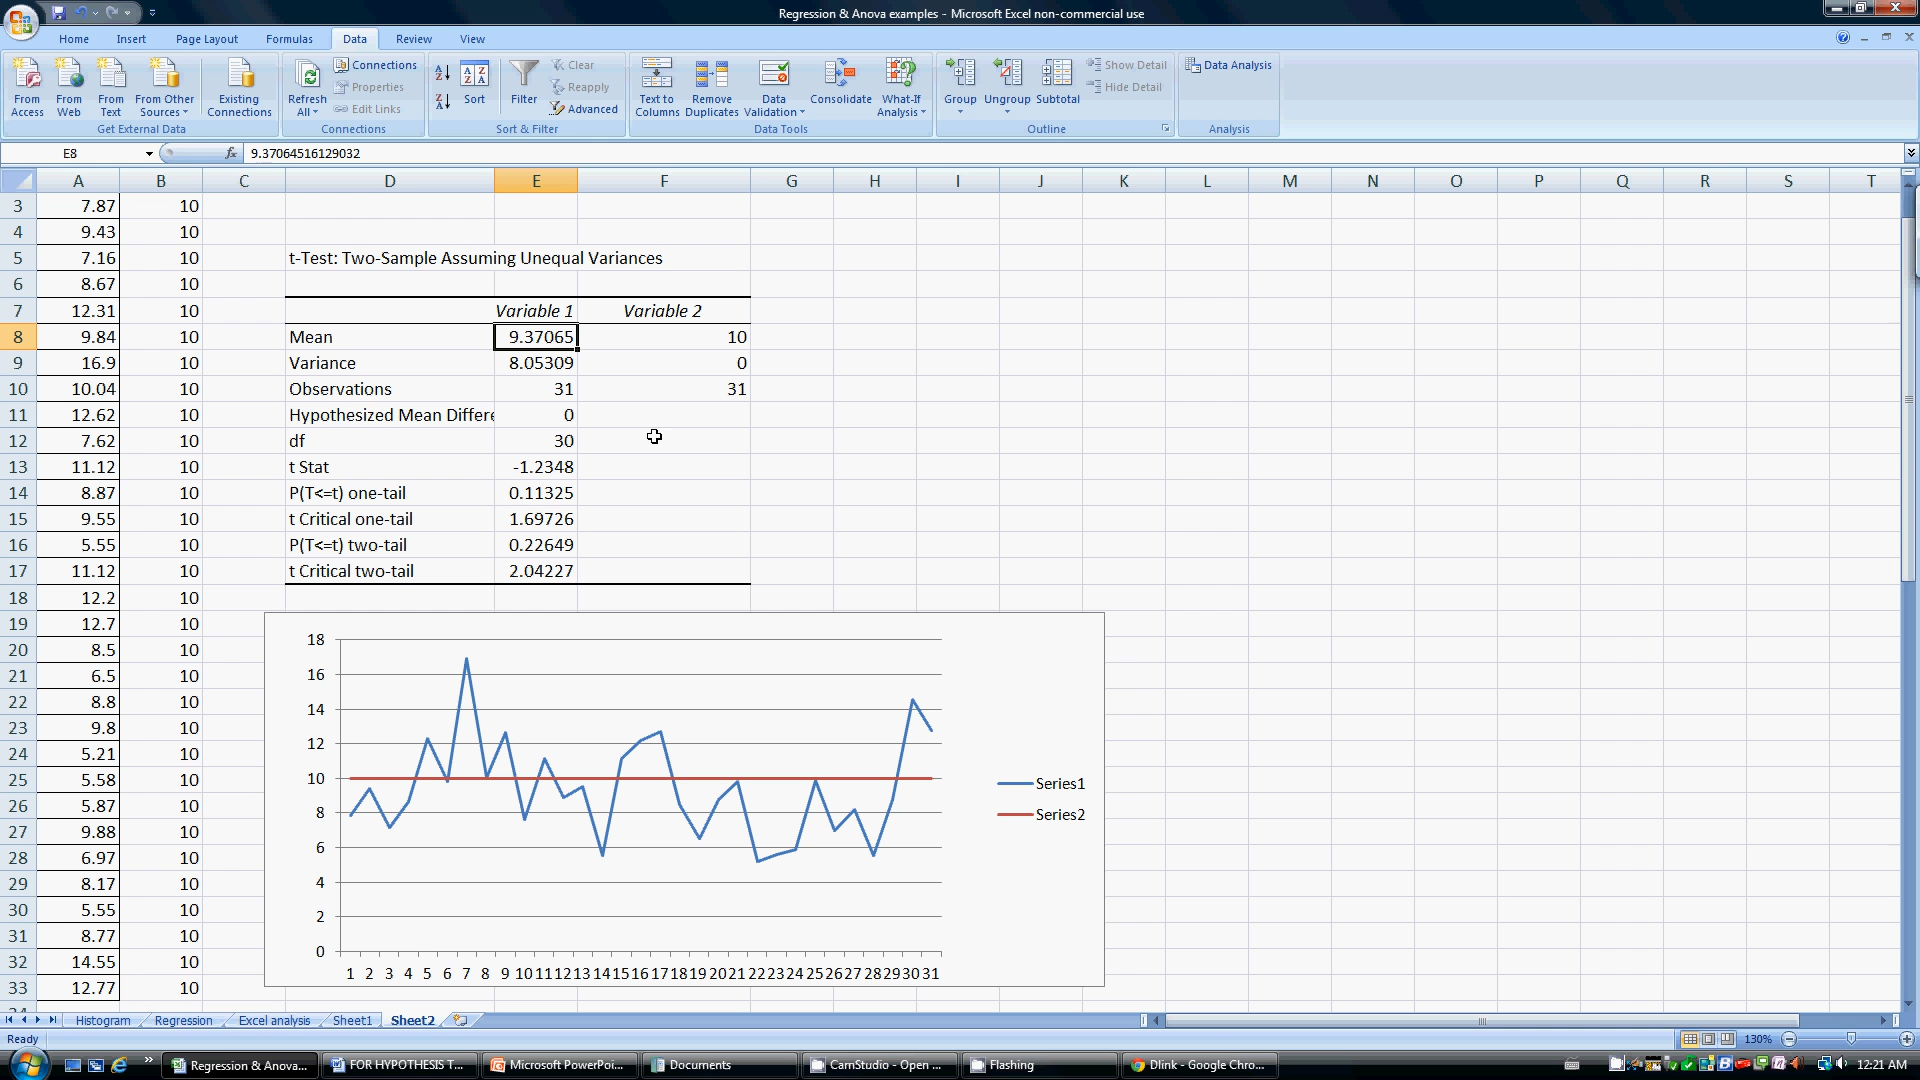 Regression & Anova examples - Microsoft Excel non-commercial use
Home Insert Page Layout Formulas Data Review View
From Access From Web From Text From Other Sources Existing Connections Get External Data
Refresh All Connections Properties Edit Links Connections
Sort Filter Clear Reapply Advanced Sort & Filter
Text to Columns Remove Duplicates Data Validation Consolidate What-If Analysis Data Tools
Group Ungroup Subtotal Show Detail Hide Detail Outline
Data Analysis Analysis
E8 fx 9.37064516129032
A B C D E F G H I J K L M N O P Q R S T
3 7.87 10
4 9.43 10
5 7.16 10 t-Test: Two-Sample Assuming Unequal Variances
6 8.67 10
7 12.31 10 Variable 1 Variable 2
8 9.84 10 Mean 9.37065 10
9 16.9 10 Variance 8.05309 0
10 10.04 10 Observations 31 31
11 12.62 10 Hypothesized Mean Differe 0
12 7.62 10 df 30
13 11.12 10 t Stat -1.2348
14 8.87 10 P(T<=t) one-tail 0.11325
15 9.55 10 t Critical one-tail 1.69726
16 5.55 10 P(T<=t) two-tail 0.22649
17 11.12 10 t Critical two-tail 2.04227
18 12.2 10
19 12.7 10
20 8.5 10
21 6.5 10
22 8.8 10
23 9.8 10
24 5.21 10
25 5.58 10
26 5.87 10
27 9.88 10
28 6.97 10
29 8.17 10
30 5.55 10
31 8.77 10
32 14.55 10
33 12.77 10
18
16
14
12
10
8
6
4
2
0
1 2 3 4 5 6 7 8 9 10 11 12 13 14 15 16 17 18 19 20 21 22 23 24 25 26 27 28 29 30 31
Series1
Series2
Histogram Regression Excel analysis Sheet1 Sheet2
Ready 130%
Regression & Anova... FOR HYPOTHESIS T... Microsoft PowerPoi... Documents CamStudio - Open ... Flashing Dlink - Google Chro... 12:21 AM